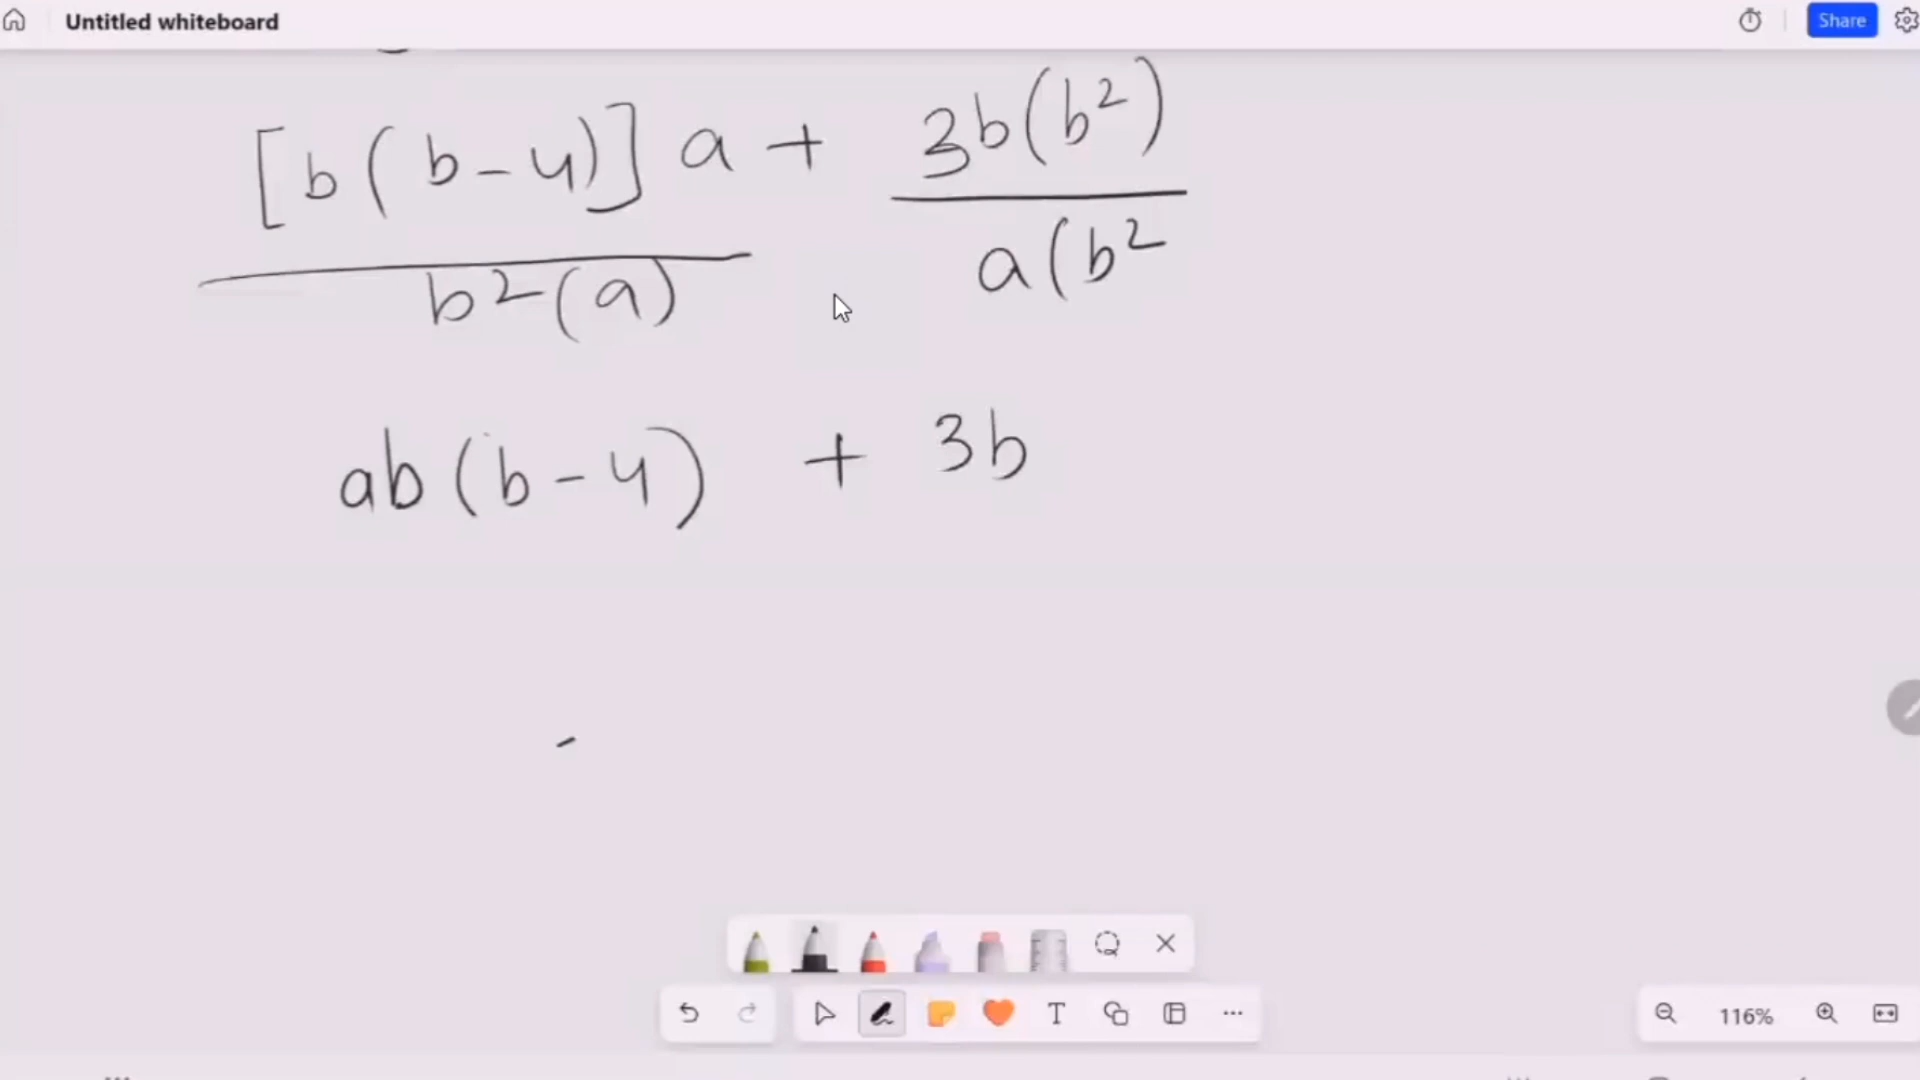 Untitled whiteboard
Share
[b(b-4)] a + 3b(b²)
b²(a) a(b²
ab(b-4) + 3b
-
T
116%